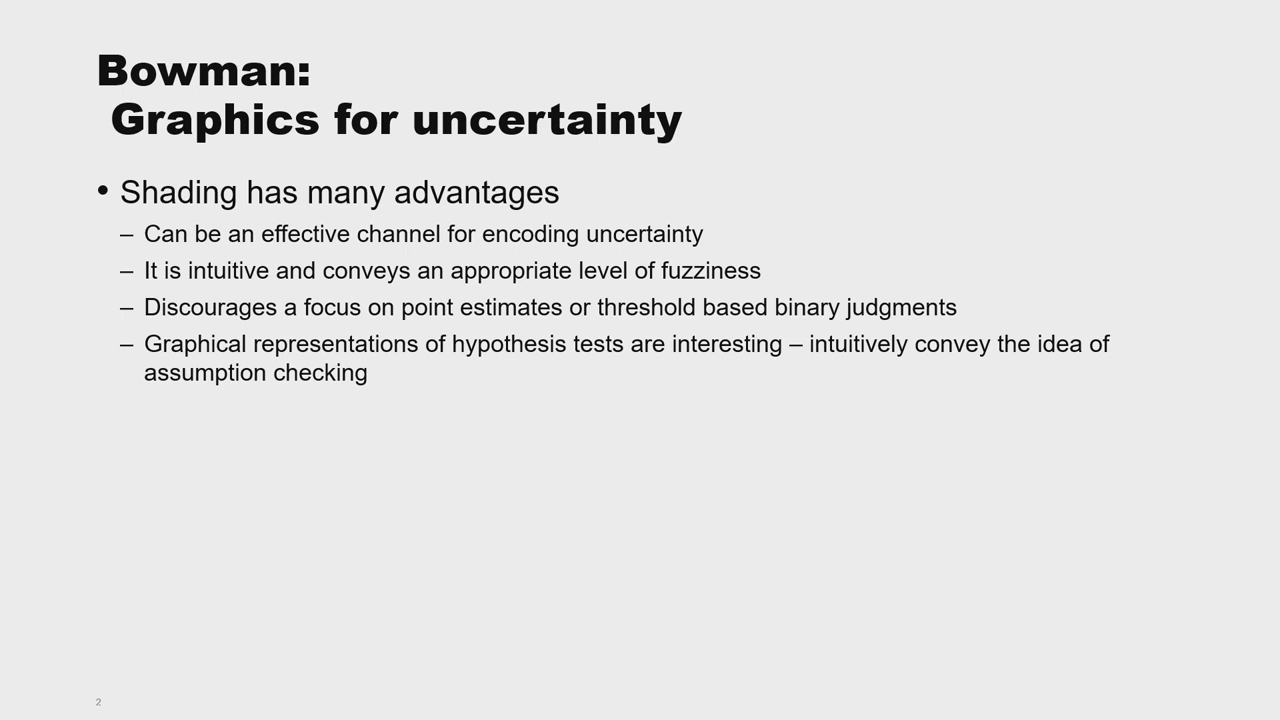 Bowman:
Graphics for uncertainty
• Shading has many advantages
– Can be an effective channel for encoding uncertainty
– It is intuitive and conveys an appropriate level of fuzziness
– Discourages a focus on point estimates or threshold based binary judgments
– Graphical representations of hypothesis tests are interesting – intuitively convey the idea of
assumption checking
2